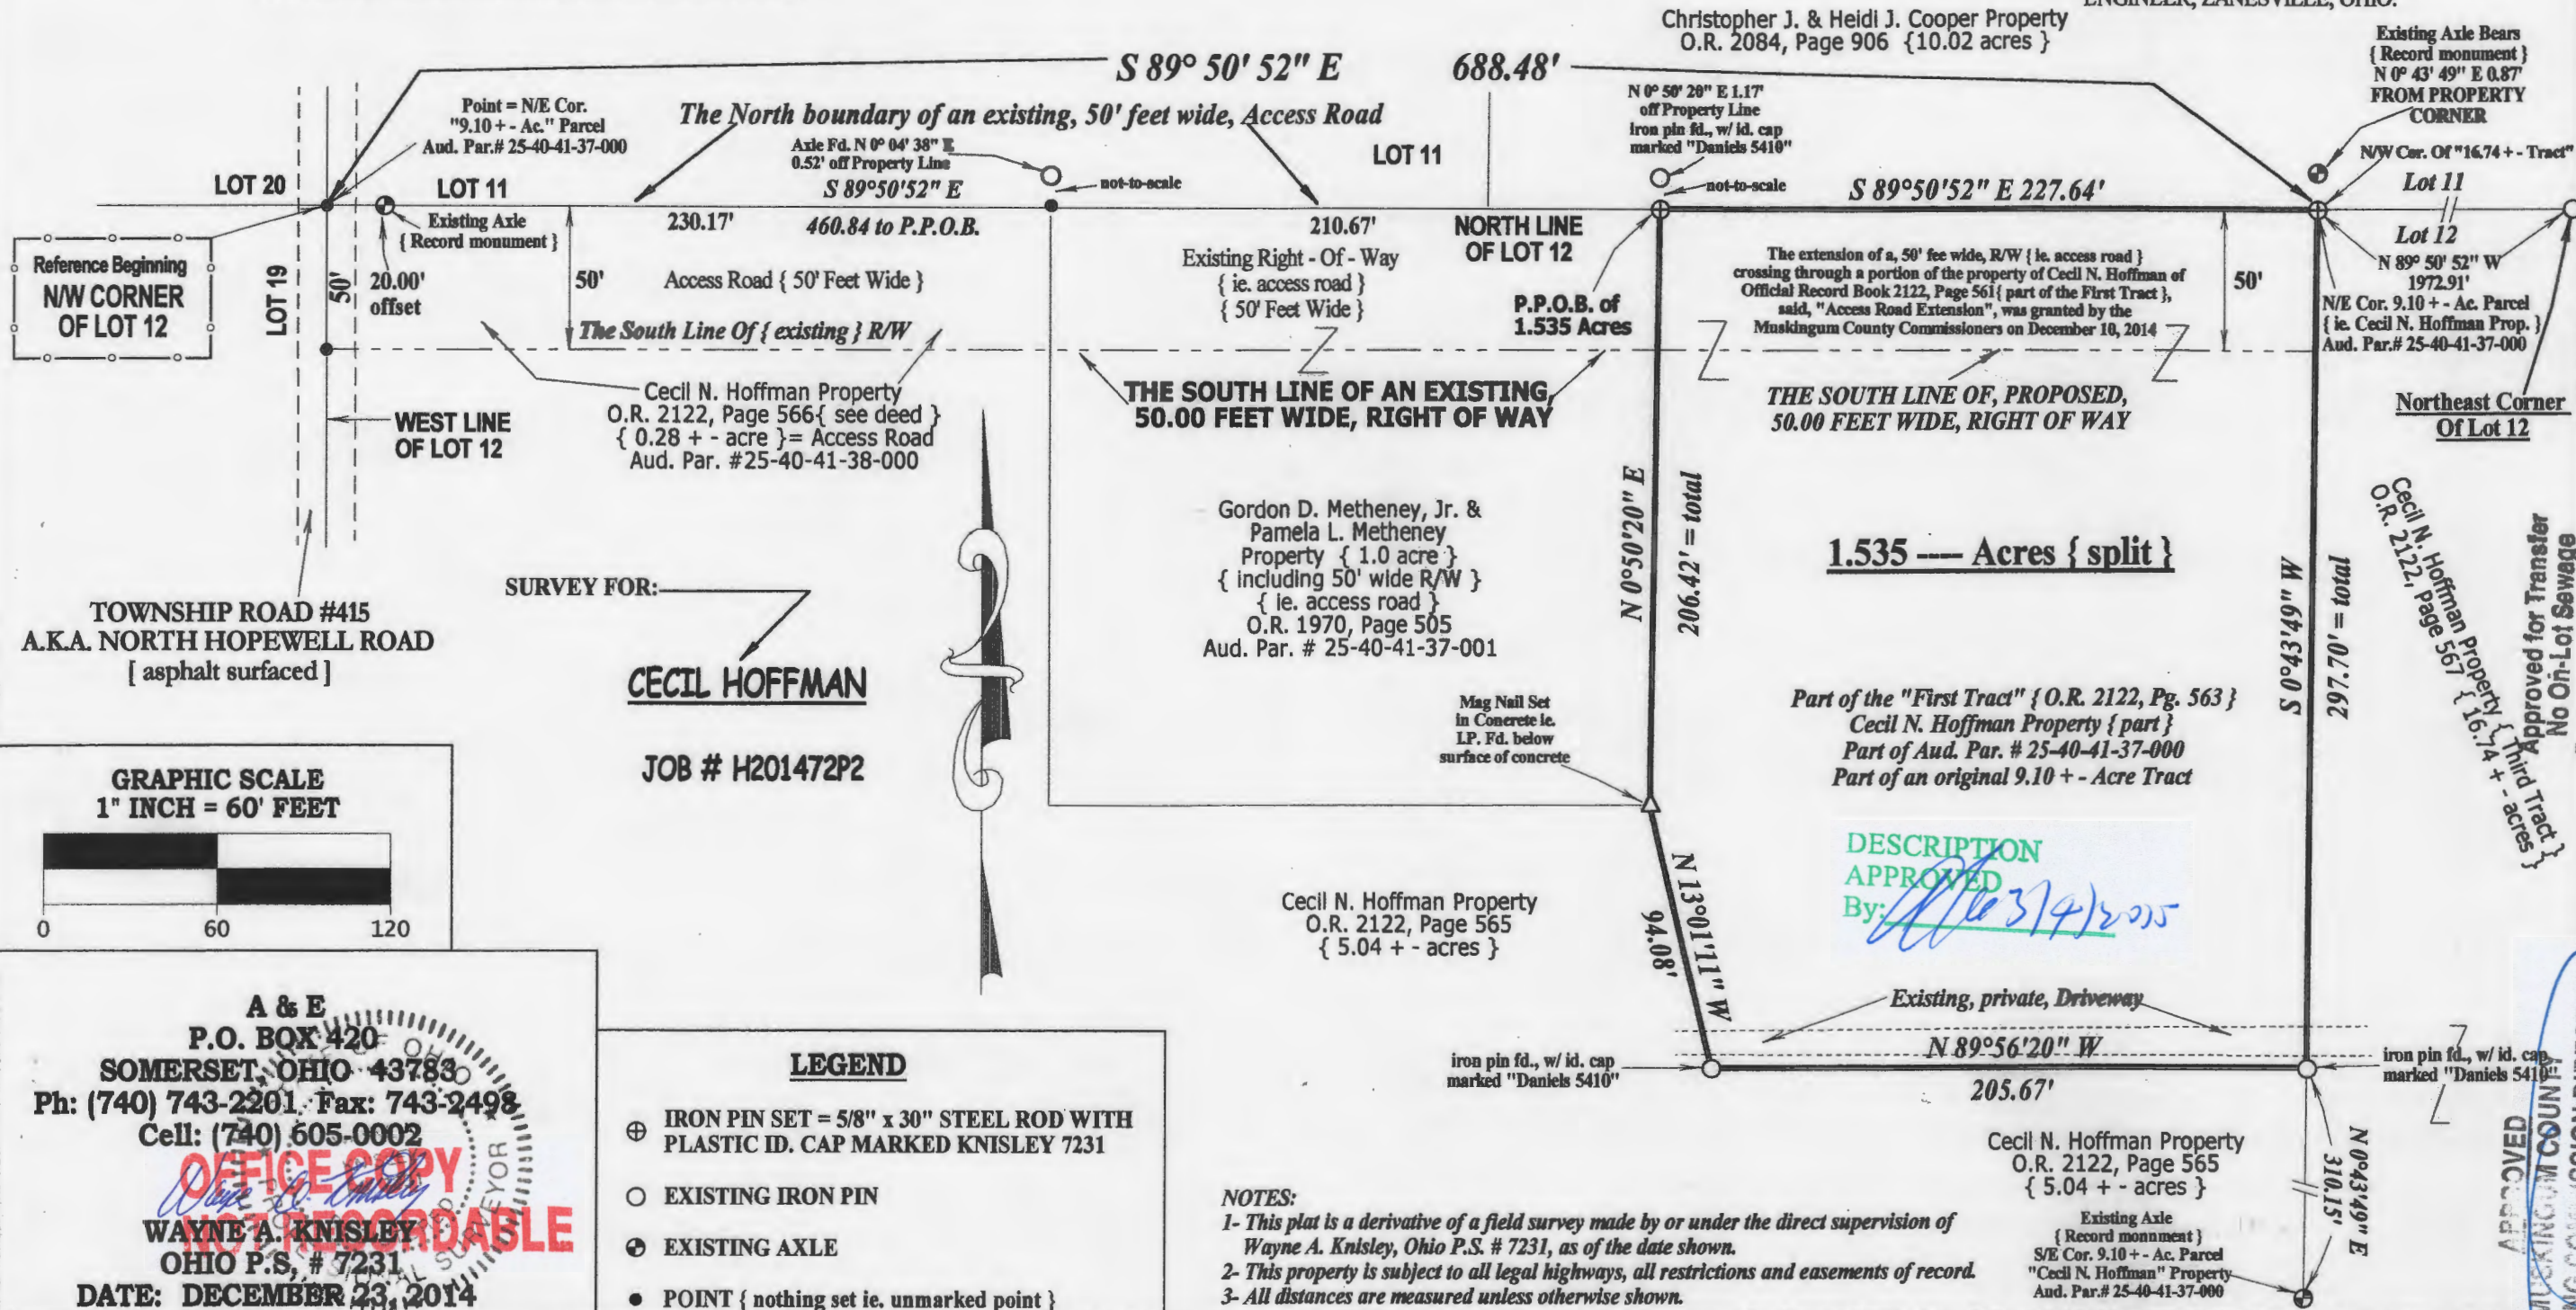 ENGINEER, ZANESVILLE, OHIO.
Christopher J. & Heidi J. Cooper Property
O.R. 2084, Page 906 {10.02 acres }
S 89° 50' 52" E
688.48'
Existing Axle Bears
{ Record monument }
N 0° 43' 49" E 0.87'
FROM PROPERTY
CORNER
Point = N/E Cor.
"9.10 + - Ac." Parcel
Aud. Par.# 25-40-41-37-000
The North boundary of an existing, 50' feet wide, Access Road
Axle Fd. N 0° 04' 38" E
0.52' off Property Line
not-to-scale
N 0° 50' 20" E 1.17'
off Property Line
iron pin fd., w/ id. cap
marked "Daniels 5410"
not-to-scale
LOT 11
N/W Cor. Of "16.74 + - Tract"
LOT 20
LOT 11
S 89°50'52" E
S 89°50'52" E 227.64'
Lot 11
Existing Axle
{ Record monument }
230.17'
460.84 to P.P.O.B.
210.67'
NORTH LINE
OF LOT 12
Lot 12
N 89° 50' 52" W
1972.91'
Reference Beginning
N/W CORNER
OF LOT 12
LOT 19
50'
20.00'
offset
50'
Access Road { 50' Feet Wide }
Existing Right - Of - Way
{ ie. access road }
{ 50' Feet Wide }
P.P.O.B. of
1.535 Acres
The extension of a, 50' fee wide, R/W { ie. access road }
crossing through a portion of the property of Cecil N. Hoffman of
Official Record Book 2122, Page 561{ part of the First Tract },
said, "Access Road Extension", was granted by the
Muskingum County Commissioners on December 10, 2014
50'
N/E Cor. 9.10 + - Ac. Parcel
{ ie. Cecil N. Hoffman Prop. }
Aud. Par.# 25-40-41-37-000
The South Line Of { existing } R/W
Cecil N. Hoffman Property
O.R. 2122, Page 566{ see deed }
{ 0.28 + - acre }= Access Road
Aud. Par. #25-40-41-38-000
WEST LINE
OF LOT 12
THE SOUTH LINE OF AN EXISTING,
50.00 FEET WIDE, RIGHT OF WAY
THE SOUTH LINE OF, PROPOSED,
50.00 FEET WIDE, RIGHT OF WAY
Northeast Corner
Of Lot 12
Gordon D. Metheney, Jr. &
Pamela L. Metheney
Property { 1.0 acre }
{ including 50' wide R/W }
{ ie. access road }
O.R. 1970, Page 505
Aud. Par. # 25-40-41-37-001
N 0°50'20" E
206.42' = total
1.535 ---- Acres { split }
S 0°43'49" W
297.70' = total
Cecil N. Hoffman Property { Third Tract }
O.R. 2122, Page 567 { 16.74 + - acres }
Approved for Transfer
No On-Lot Sewage
TOWNSHIP ROAD #415
A.K.A. NORTH HOPEWELL ROAD
[ asphalt surfaced ]
SURVEY FOR:
CECIL HOFFMAN
JOB # H201472P2
Mag Nail Set
in Concrete ie.
I.P. Fd. below
surface of concrete
Part of the "First Tract" { O.R. 2122, Pg. 563 }
Cecil N. Hoffman Property { part }
Part of Aud. Par. # 25-40-41-37-000
Part of an original 9.10 + - Acre Tract
GRAPHIC SCALE
1" INCH = 60' FEET
0 60 120
DESCRIPTION
APPROVED
By:
Cecil N. Hoffman Property
O.R. 2122, Page 565
{ 5.04 + - acres }
N 13°01'11" W
94.08'
Existing, private, Driveway
N 89°56'20" W
205.67'
iron pin fd., w/ id. cap
marked "Daniels 5410"
iron pin fd., w/ id. cap
marked "Daniels 5410"
A & E
P.O. BOX 420
SOMERSET, OHIO 43783
Ph: (740) 743-2201 Fax: 743-2498
Cell: (740) 605-0002
OFFICE COPY
NOT RECORDABLE
WAYNE A. KNISLEY
OHIO P.S. # 7231
DATE: DECEMBER 23, 2014
LEGEND
IRON PIN SET = 5/8" x 30" STEEL ROD WITH
PLASTIC ID. CAP MARKED KNISLEY 7231
EXISTING IRON PIN
EXISTING AXLE
POINT { nothing set ie. unmarked point }
NOTES:
1- This plat is a derivative of a field survey made by or under the direct supervision of
Wayne A. Knisley, Ohio P.S. # 7231, as of the date shown.
2- This property is subject to all legal highways, all restrictions and easements of record.
3- All distances are measured unless otherwise shown.
Cecil N. Hoffman Property
O.R. 2122, Page 565
{ 5.04 + - acres }
Existing Axle
{ Record monnment }
S/E Cor. 9.10 + - Ac. Parcel
"Cecil N. Hoffman" Property
Aud. Par.# 25-40-41-37-000
N 0°43'49" E
310.15'
APPROVED
MUSKINGUM COUNTY